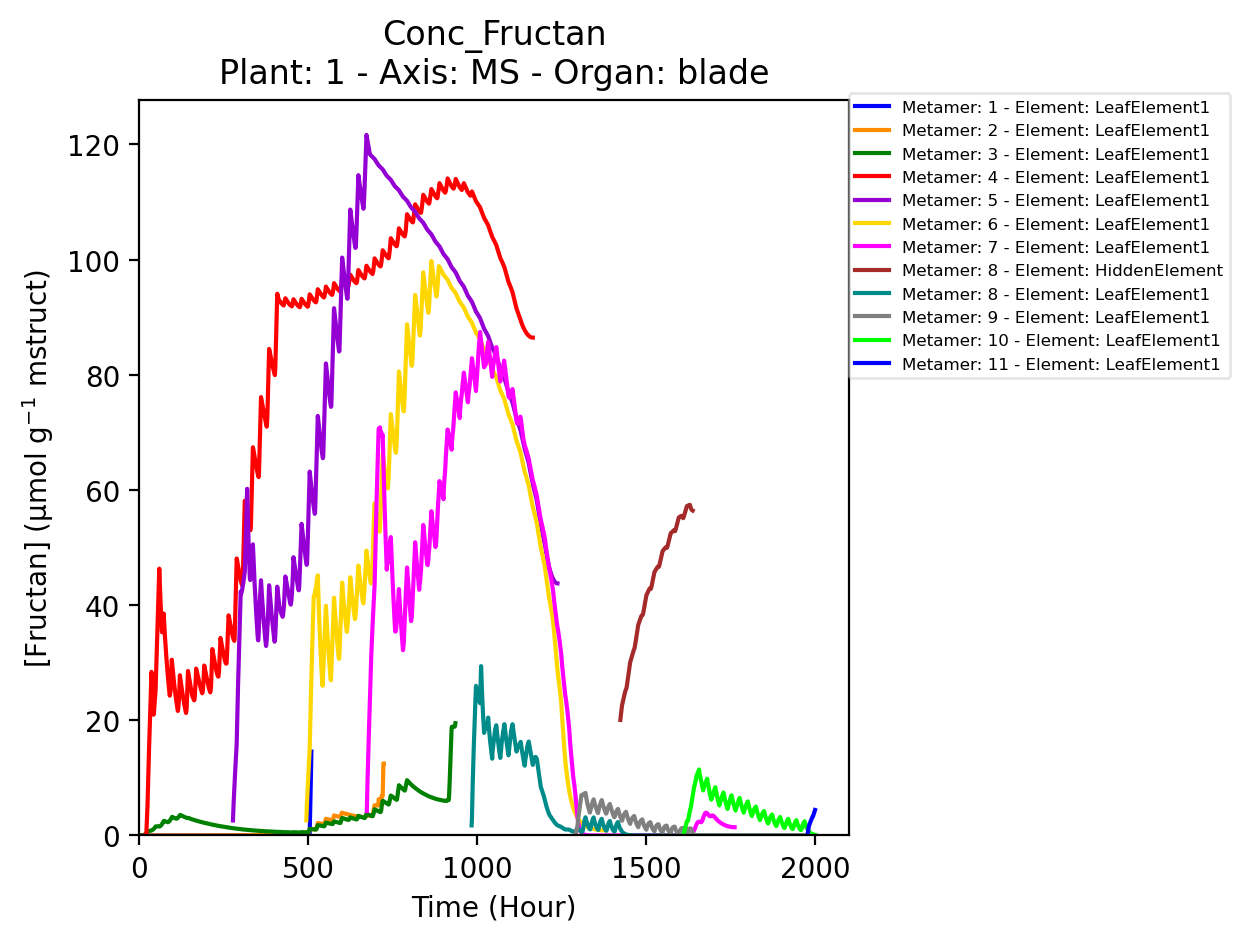 Conc_Fructan
Plant: 1 - Axis: MS - Organ: blade
[Fructan] (µmol g⁻¹ mstruct)
120
100
80
60
40
20
0
0 500 1000 1500 2000
Time (Hour)
Metamer: 1 - Element: LeafElement1
Metamer: 2 - Element: LeafElement1
Metamer: 3 - Element: LeafElement1
Metamer: 4 - Element: LeafElement1
Metamer: 5 - Element: LeafElement1
Metamer: 6 - Element: LeafElement1
Metamer: 7 - Element: LeafElement1
Metamer: 8 - Element: HiddenElement
Metamer: 8 - Element: LeafElement1
Metamer: 9 - Element: LeafElement1
Metamer: 10 - Element: LeafElement1
Metamer: 11 - Element: LeafElement1